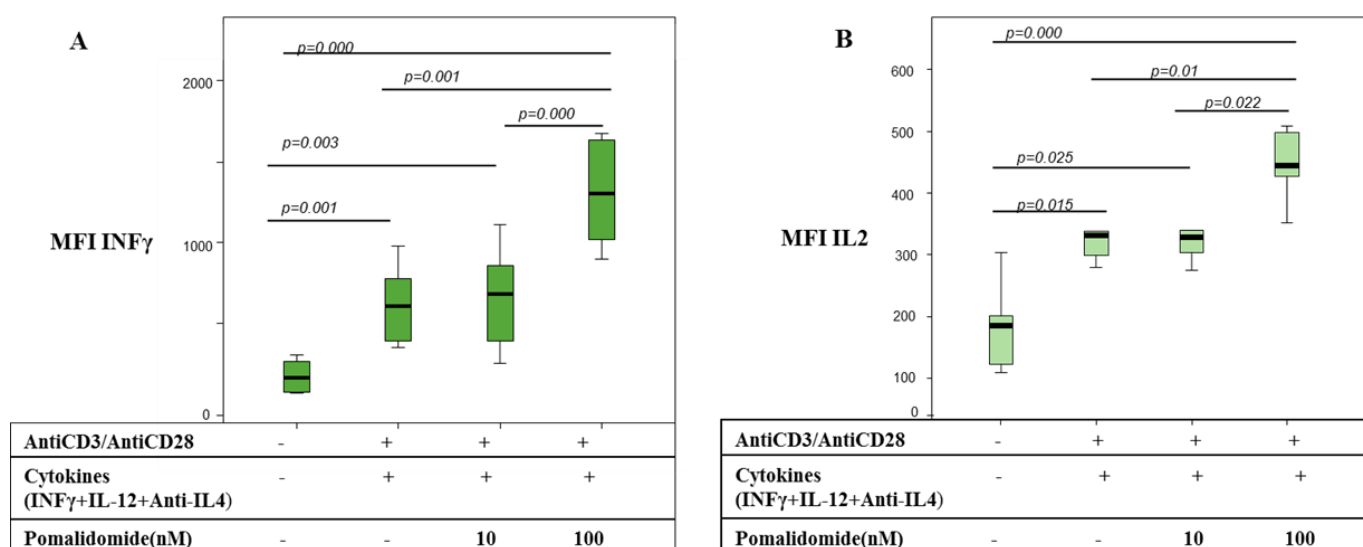 A
p=0.000
2000
p=0.001
p=0.000
p=0.003
p=0.001
MFI INFγ
1000
0
AntiCD3/AntiCD28 - + + +
Cytokines - + + +
(INFγ+IL-12+Anti-IL4)
Pomalidomide(nM) - - 10 100
B
p=0.000
600
p=0.01
p=0.022
500
p=0.025
400
p=0.015
MFI IL2
300
200
100
0
AntiCD3/AntiCD28 - + + +
Cytokines - + + +
(INFγ+IL-12+Anti-IL4)
Pomalidomide(nM) - - 10 100